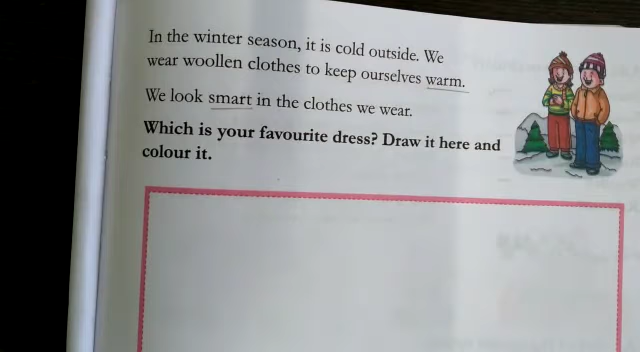 In the winter season, it is cold outside. We
wear woollen clothes to keep ourselves warm.
We look smart in the clothes we wear.
Which is your favourite dress? Draw it here and
colour it.